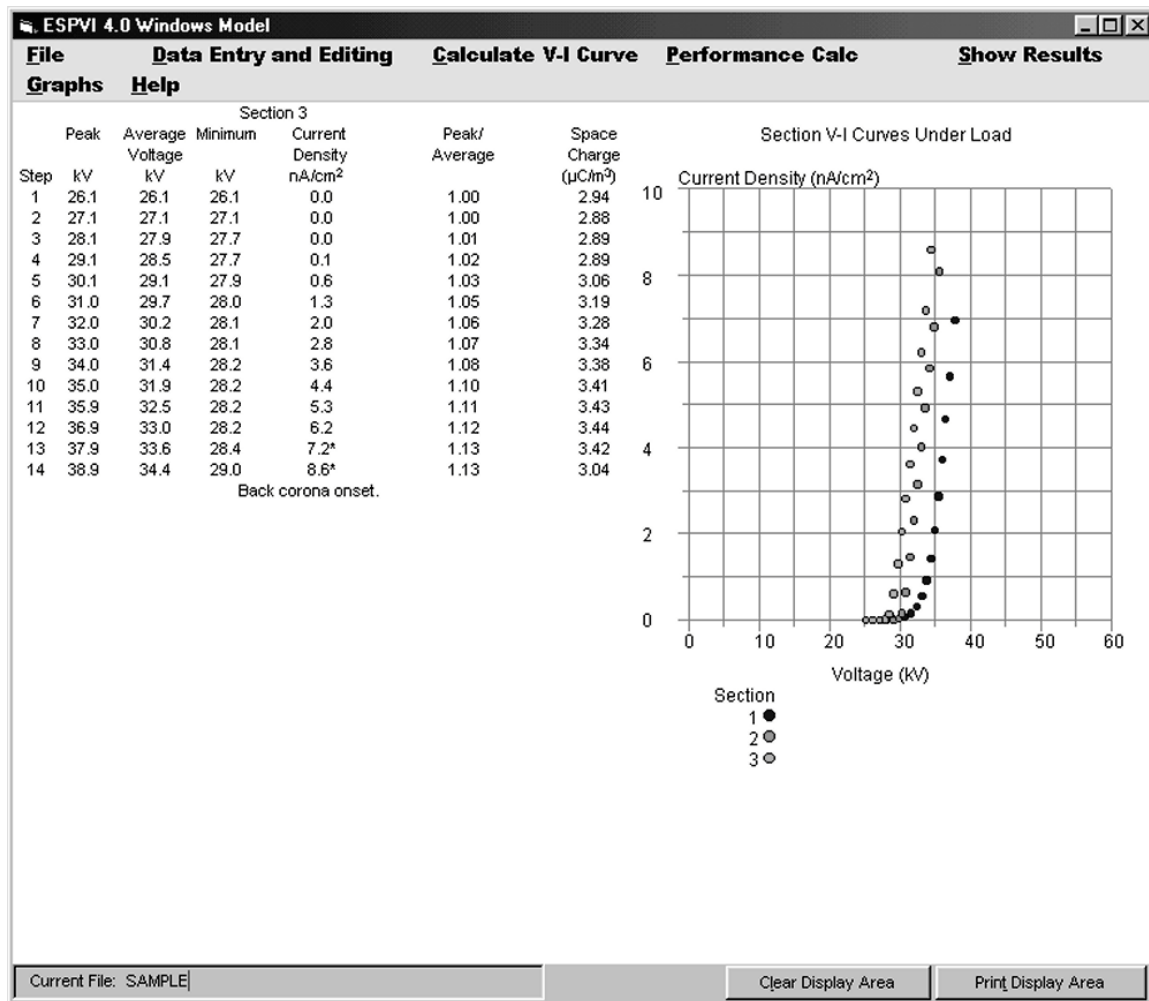 ESPVI 4.0 Windows Model
File Data Entry and Editing Calculate V-I Curve Performance Calc Show Results
Graphs Help
Section 3
Peak Average Minimum Current Peak/ Space
Voltage Density Average Charge
Step kV kV kV nA/cm² (µC/m³)
1 26.1 26.1 26.1 0.0 1.00 2.94
2 27.1 27.1 27.1 0.0 1.00 2.88
3 28.1 27.9 27.7 0.0 1.01 2.89
4 29.1 28.5 27.7 0.1 1.02 2.89
5 30.1 29.1 27.9 0.6 1.03 3.06
6 31.0 29.7 28.0 1.3 1.05 3.19
7 32.0 30.2 28.1 2.0 1.06 3.28
8 33.0 30.8 28.1 2.8 1.07 3.34
9 34.0 31.4 28.2 3.6 1.08 3.38
10 35.0 31.9 28.2 4.4 1.10 3.41
11 35.9 32.5 28.2 5.3 1.11 3.43
12 36.9 33.0 28.2 6.2 1.12 3.44
13 37.9 33.6 28.4 7.2* 1.13 3.42
14 38.9 34.4 29.0 8.6* 1.13 3.04
Back corona onset.
Section V-I Curves Under Load
Current Density (nA/cm²)
10
8
6
4
2
0
0 10 20 30 40 50 60
Voltage (kV)
Section
1
2
3
Current File: SAMPLE
Clear Display Area
Print Display Area